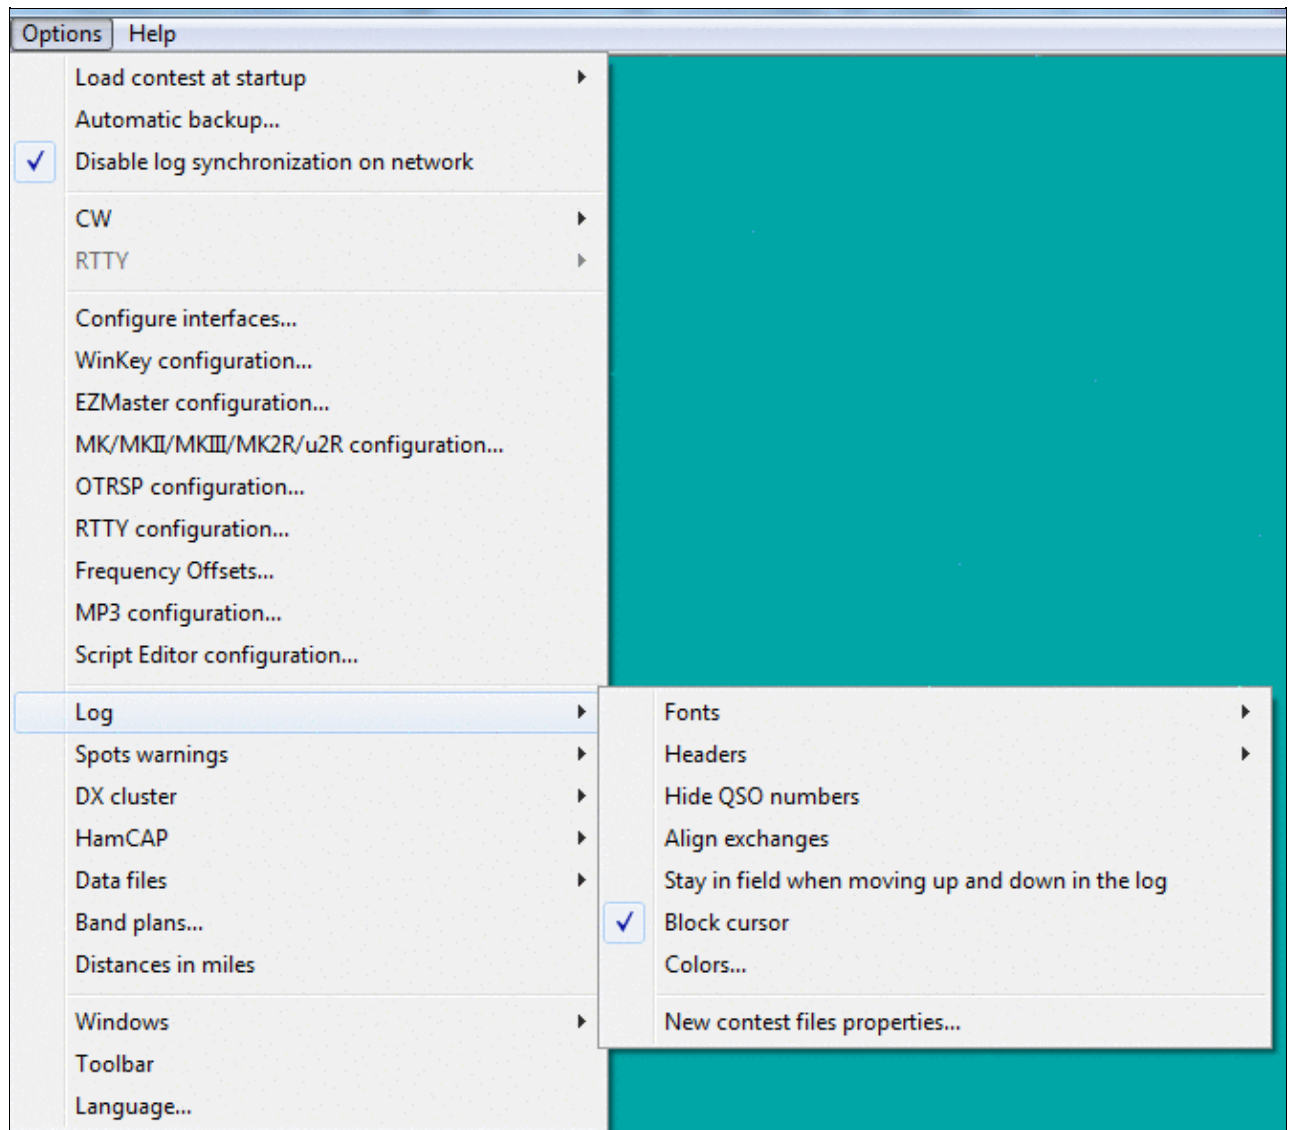 Options Help
Load contest at startup
Automatic backup...
Disable log synchronization on network
CW
RTTY
Configure interfaces...
WinKey configuration...
EZMaster configuration...
MK/MKII/MKIII/MK2R/u2R configuration...
OTRSP configuration...
RTTY configuration...
Frequency Offsets...
MP3 configuration...
Script Editor configuration...
Log
Spots warnings
DX cluster
HamCAP
Data files
Band plans...
Distances in miles
Windows
Toolbar
Language...
Fonts
Headers
Hide QSO numbers
Align exchanges
Stay in field when moving up and down in the log
Block cursor
Colors...
New contest files properties...